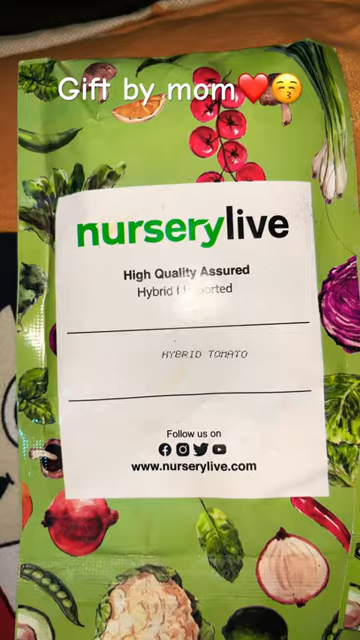 Gift by mom❤️😚
nurserylive
High Quality Assured
Hybrid
HYBRID TOMATO
Follow us on
www.nurserylive.com